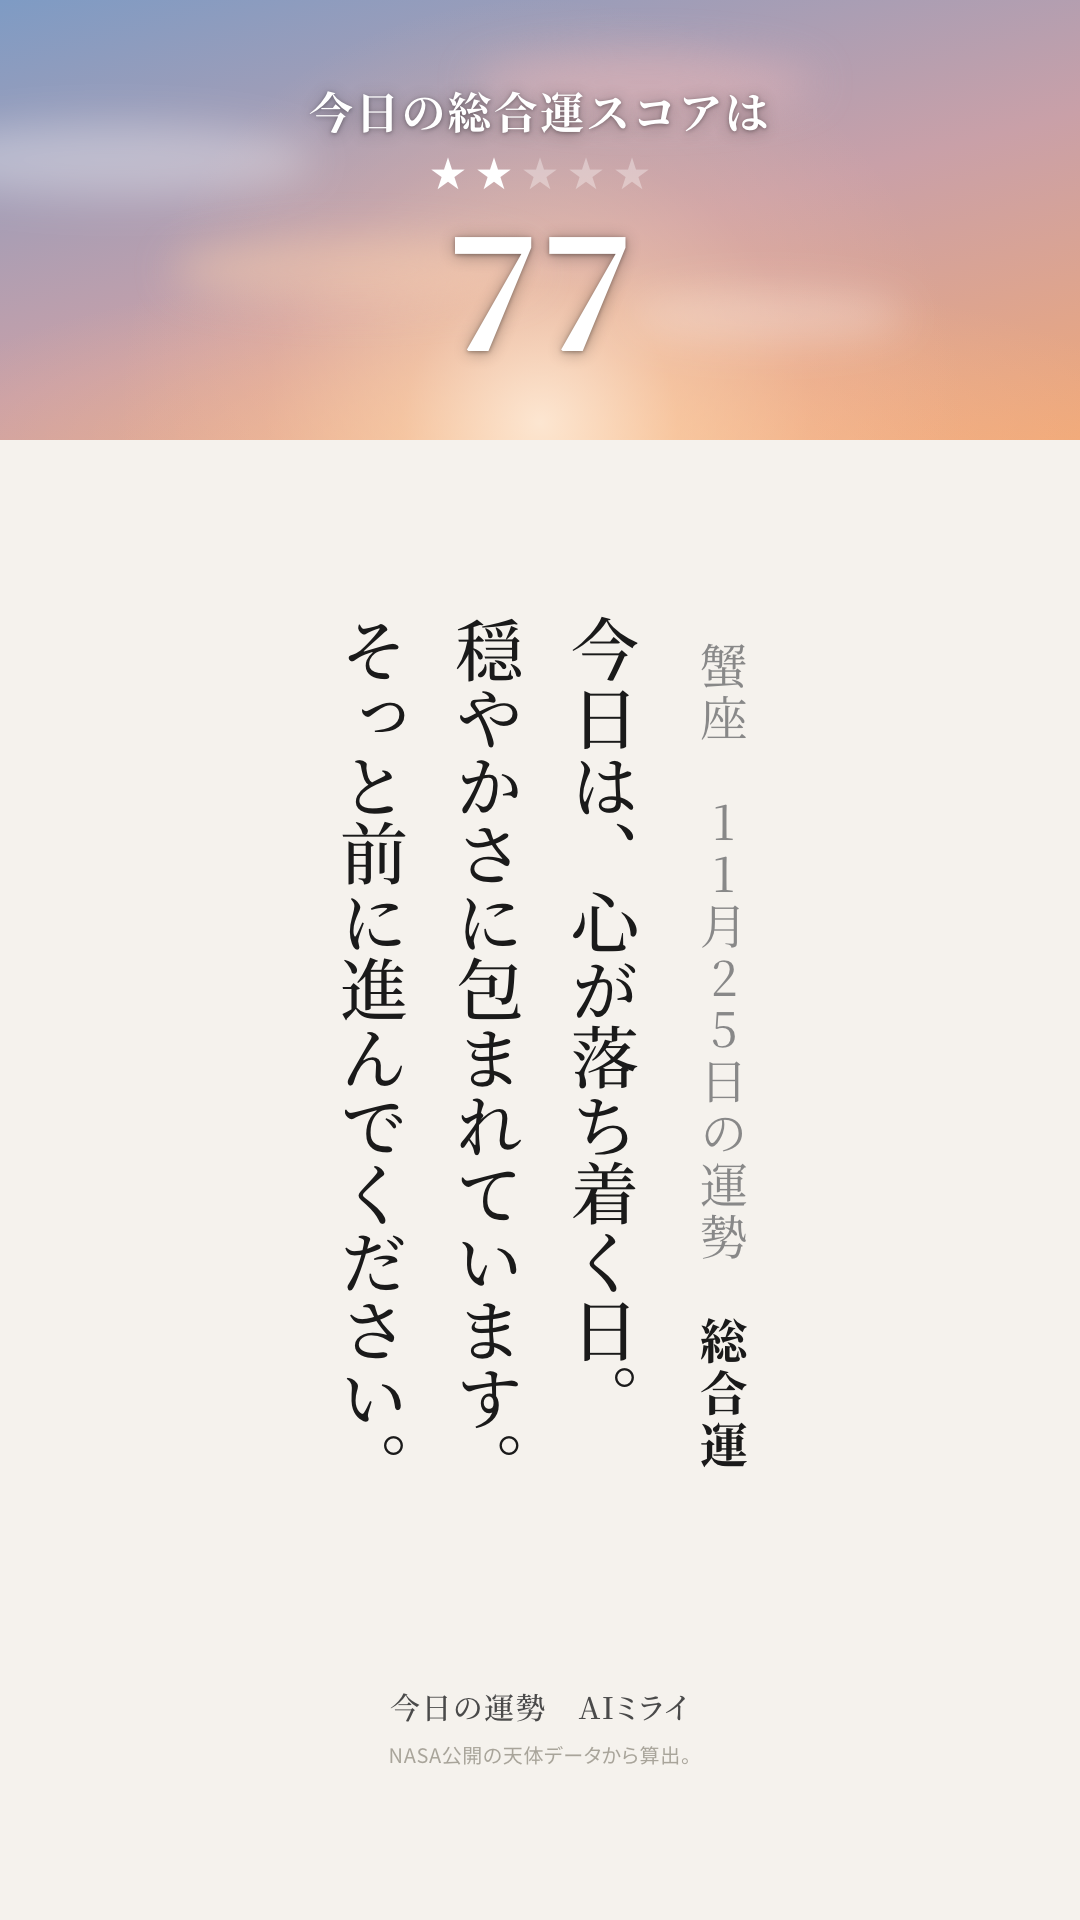 今日の総合運スコアは
★★★★★
77
蟹座　11月25日の運勢　総合運
今日は、心が落ち着く日。
穏やかさに包まれています。
そっと前に進んでください。
今日の運勢　AIミライ
NASA公開の天体データから算出。